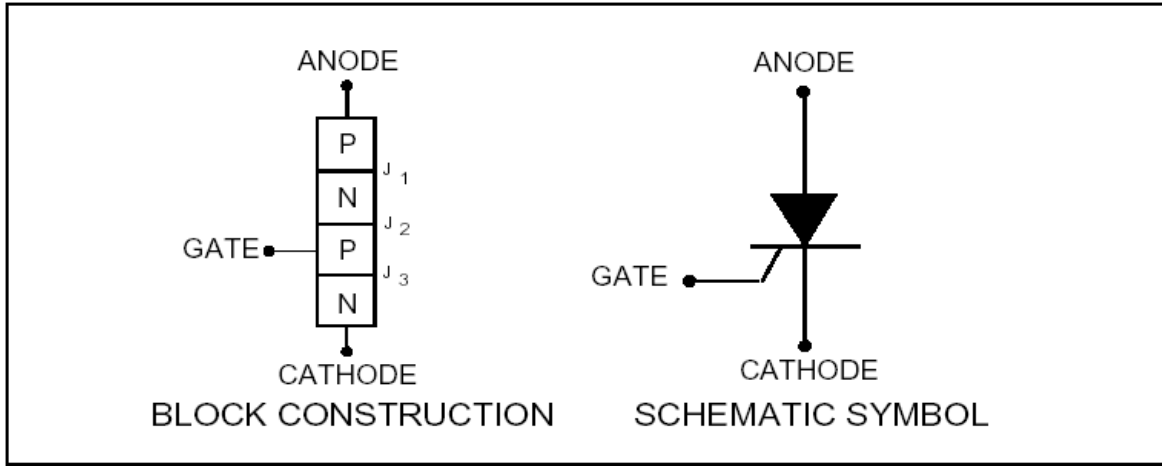 ANODE
P
J 1
N
J 2
GATE
P
J 3
N
CATHODE
BLOCK CONSTRUCTION
ANODE
GATE
CATHODE
SCHEMATIC SYMBOL